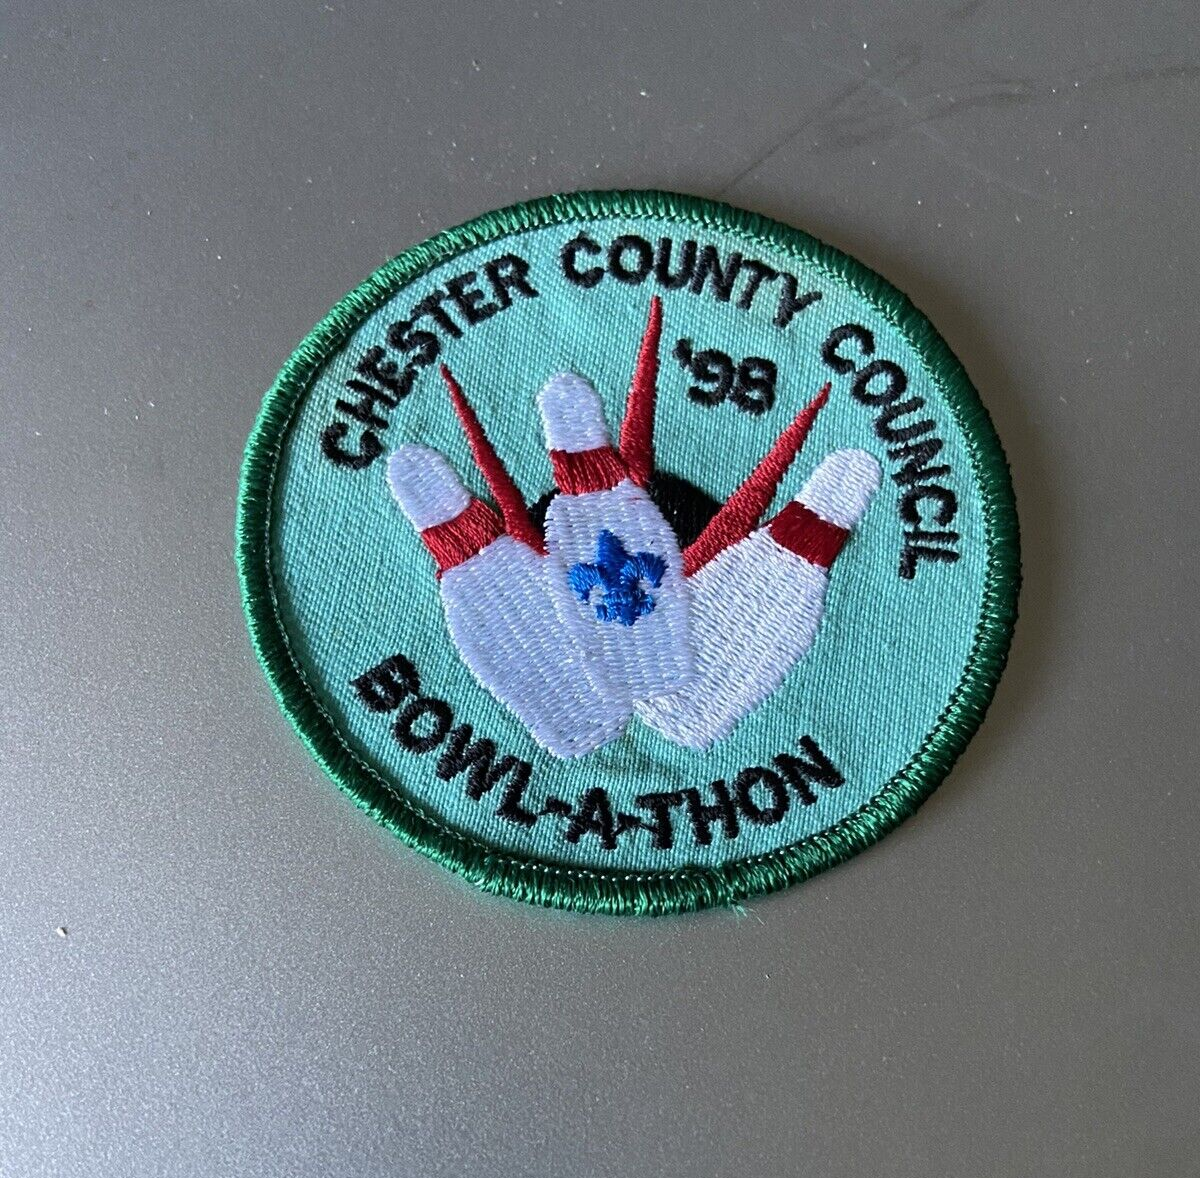 CHESTER COUNTY COUNCIL
'98
BOWL-A-THON